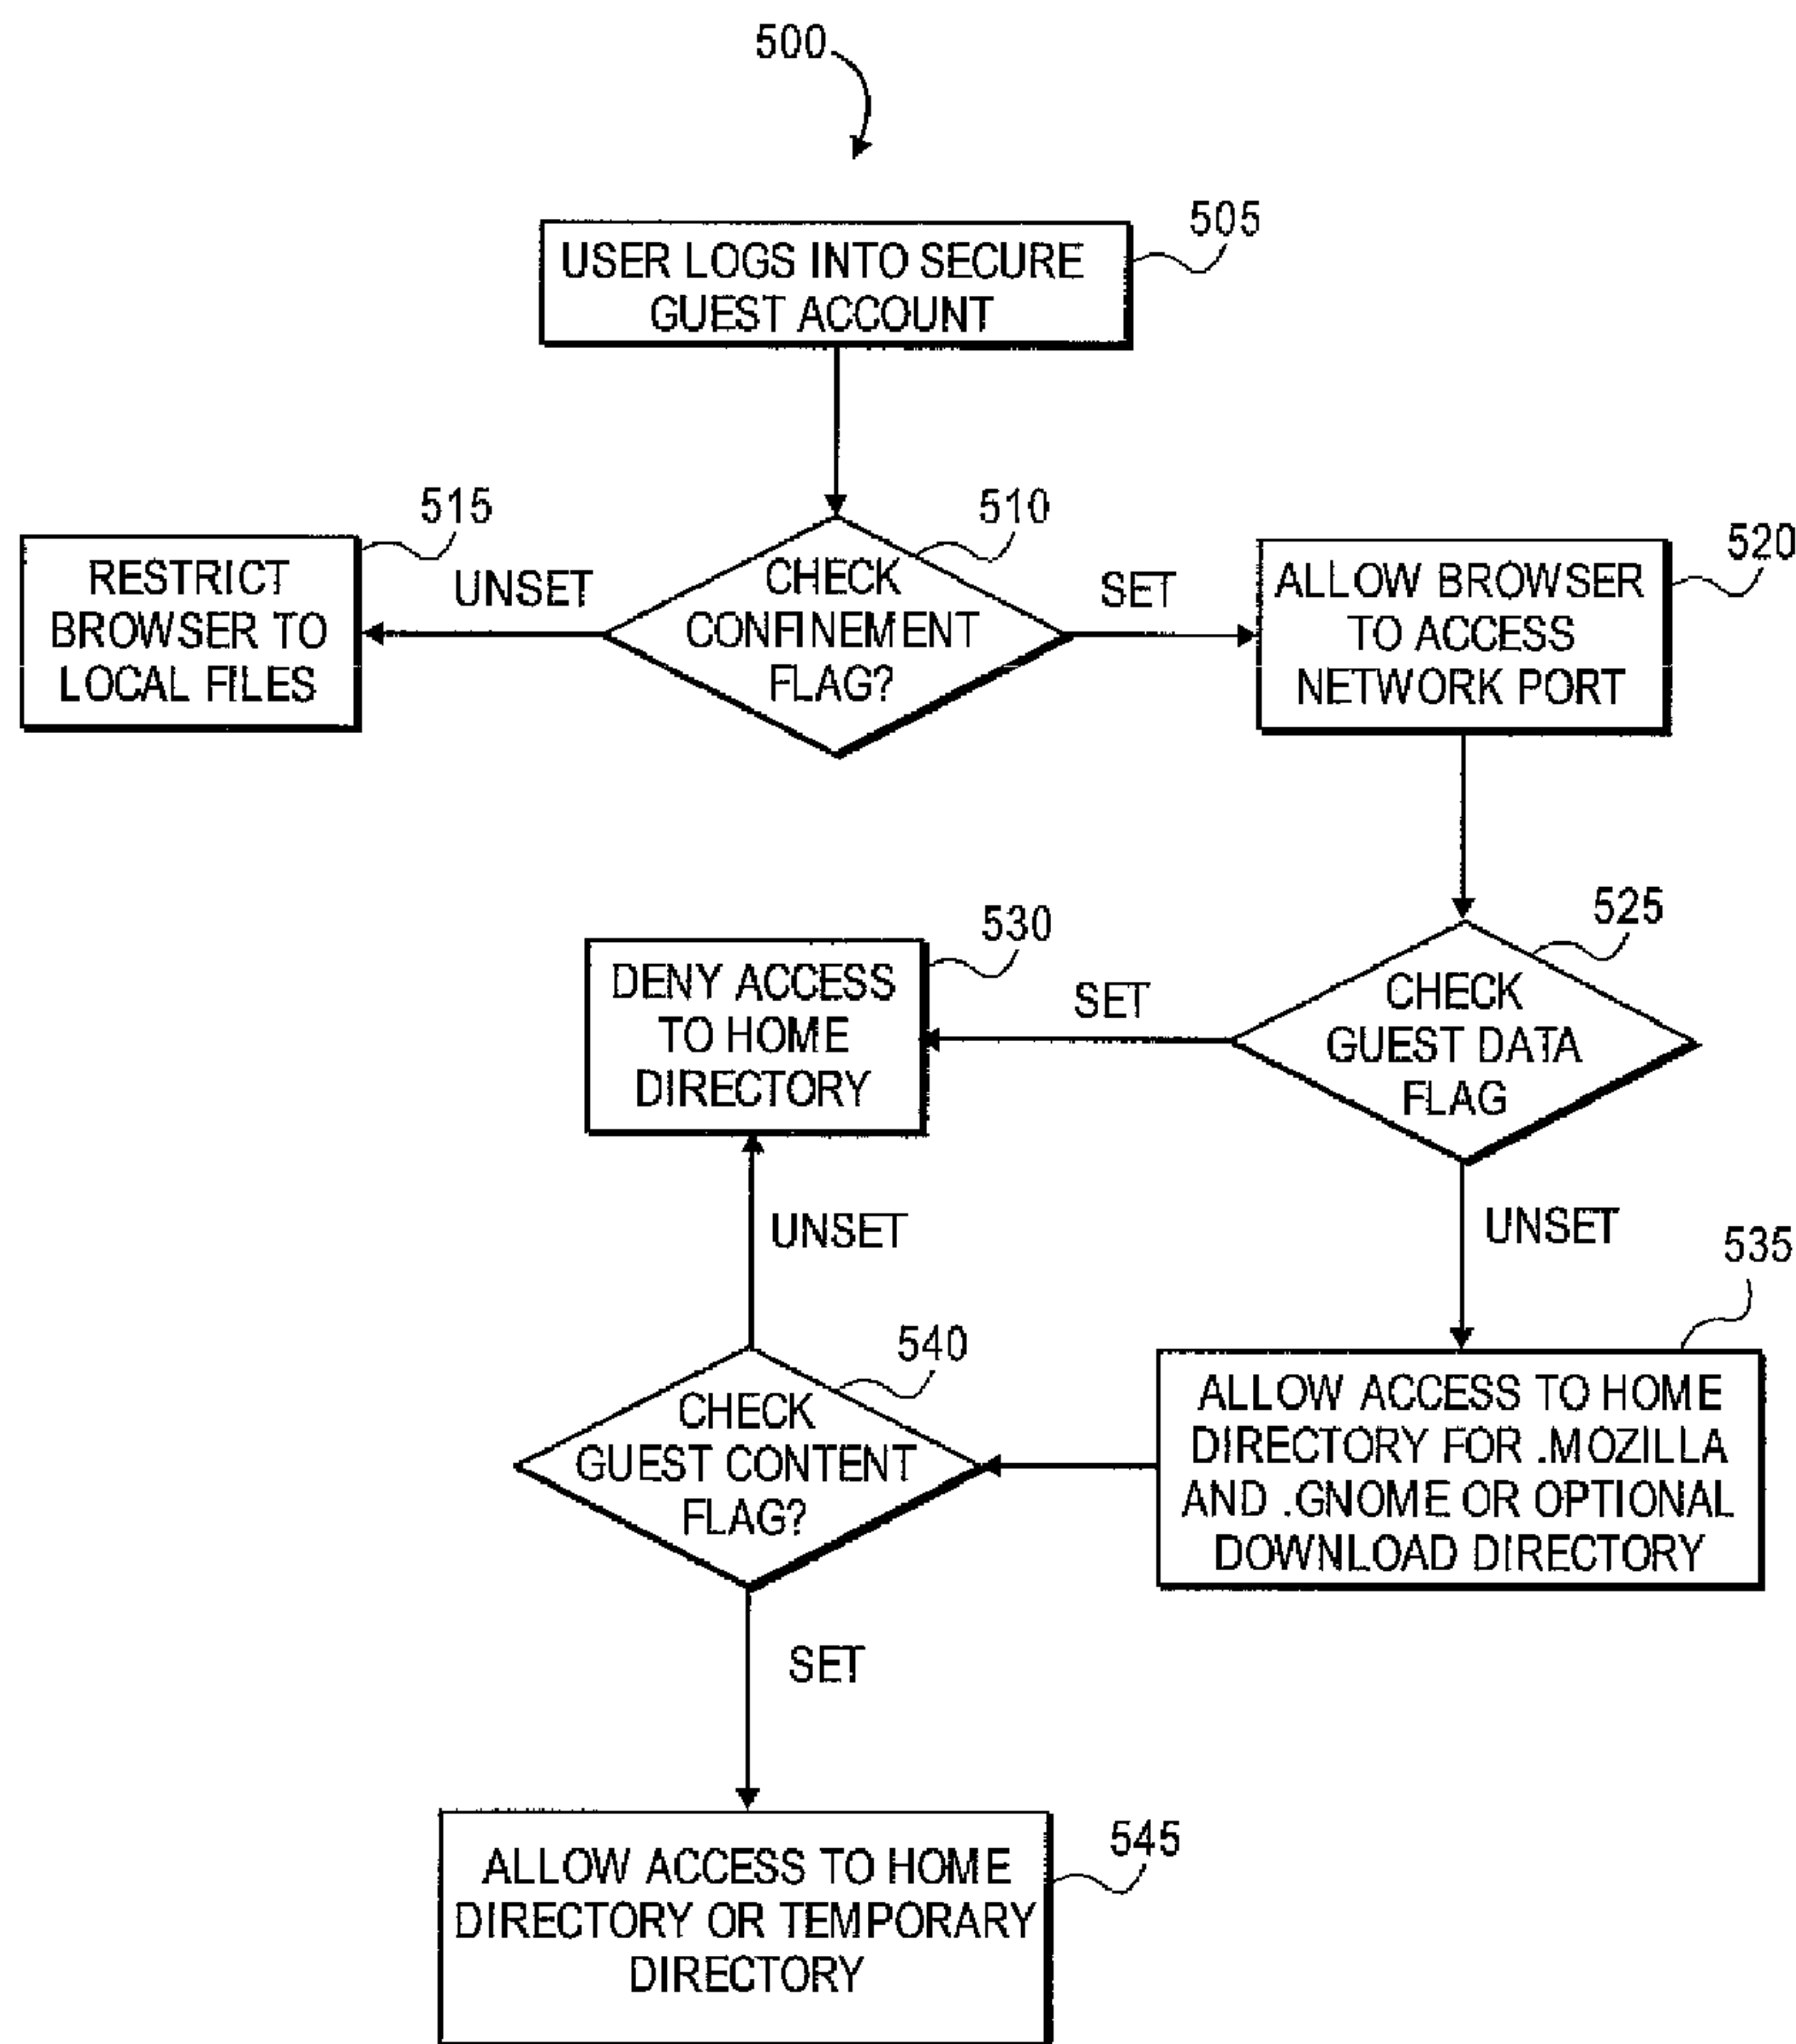 500
505
USER LOGS INTO SECURE
GUEST ACCOUNT
515
510
520
RESTRICT
BROWSER TO
LOCAL FILES
UNSET
CHECK
CONFINEMENT
FLAG?
SET
ALLOW BROWSER
TO ACCESS
NETWORK PORT
530
525
DENY ACCESS
TO HOME
DIRECTORY
SET
CHECK
GUEST DATA
FLAG
UNSET
UNSET
535
540
CHECK
GUEST CONTENT
FLAG?
ALLOW ACCESS TO HOME
DIRECTORY FOR .MOZILLA
AND .GNOME OR OPTIONAL
DOWNLOAD DIRECTORY
SET
545
ALLOW ACCESS TO HOME
DIRECTORY OR TEMPORARY
DIRECTORY